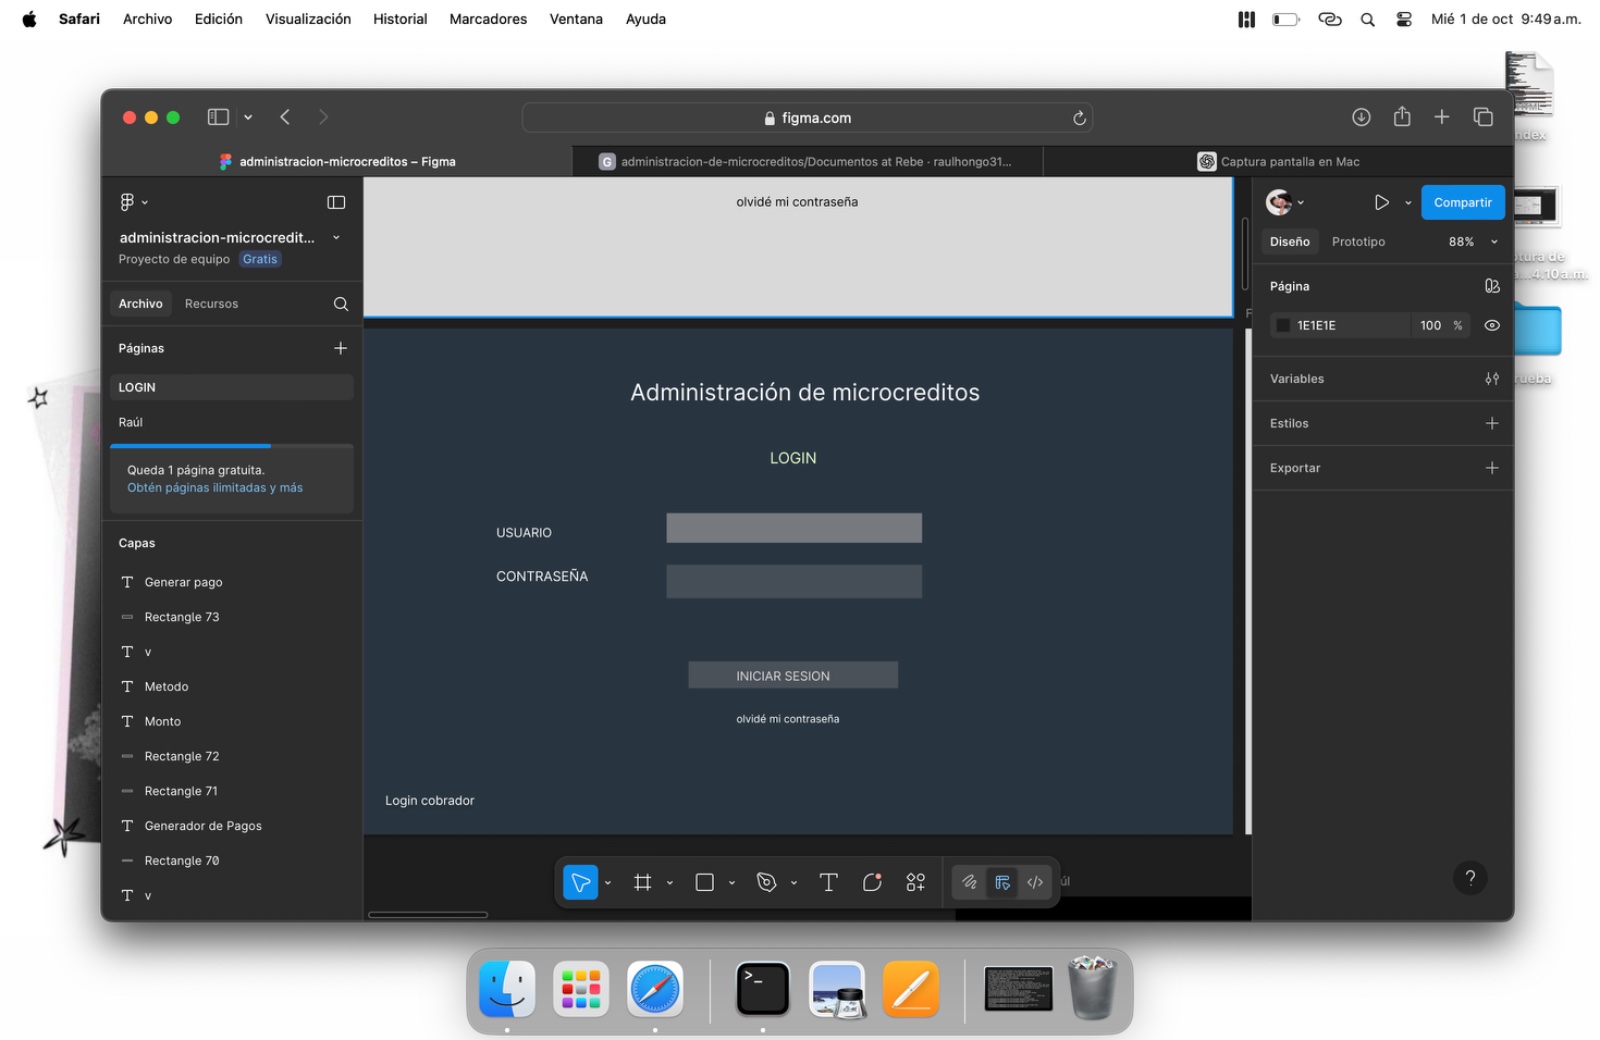 Safari Archivo Edición Visualización Historial Marcadores Ventana Ayuda
Mié 1 de oct 9:49 a.m.
figma.com
administracion-microcreditos – Figma
administracion-de-microcreditos/Documentos at Rebe · raulhongo31...
Captura pantalla en Mac
administracion-microcredit...
Proyecto de equipo Gratis
Archivo Recursos
Páginas
LOGIN
Raúl
Queda 1 página gratuita.
Obtén páginas ilimitadas y más
Capas
Generar pago
Rectangle 73
v
Metodo
Monto
Rectangle 72
Rectangle 71
Generador de Pagos
Rectangle 70
v
olvidé mi contraseña
Administración de microcreditos
LOGIN
USUARIO
CONTRASEÑA
INICIAR SESION
olvidé mi contraseña
Login cobrador
Compartir
Diseño Prototipo 88%
Página
1E1E1E 100 %
Variables
Estilos
Exportar
?